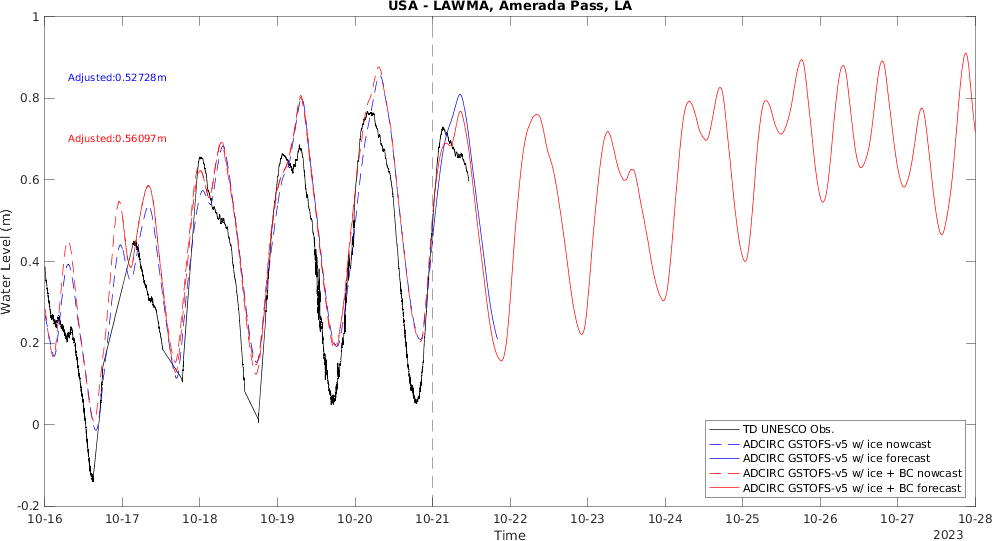 USA - LAWMA, Amerada Pass, LA
1
0.8
0.6
0.4
0.2
0
-0.2
Water Level (m)
Adjusted:0.52728m
Adjusted:0.56097m
TD UNESCO Obs.
ADCIRC GSTOFS-v5 w/ ice nowcast
ADCIRC GSTOFS-v5 w/ ice forecast
ADCIRC GSTOFS-v5 w/ ice + BC nowcast
ADCIRC GSTOFS-v5 w/ ice + BC forecast
10-16 10-17 10-18 10-19 10-20 10-21 10-22 10-23 10-24 10-25 10-26 10-27 10-28
Time
2023